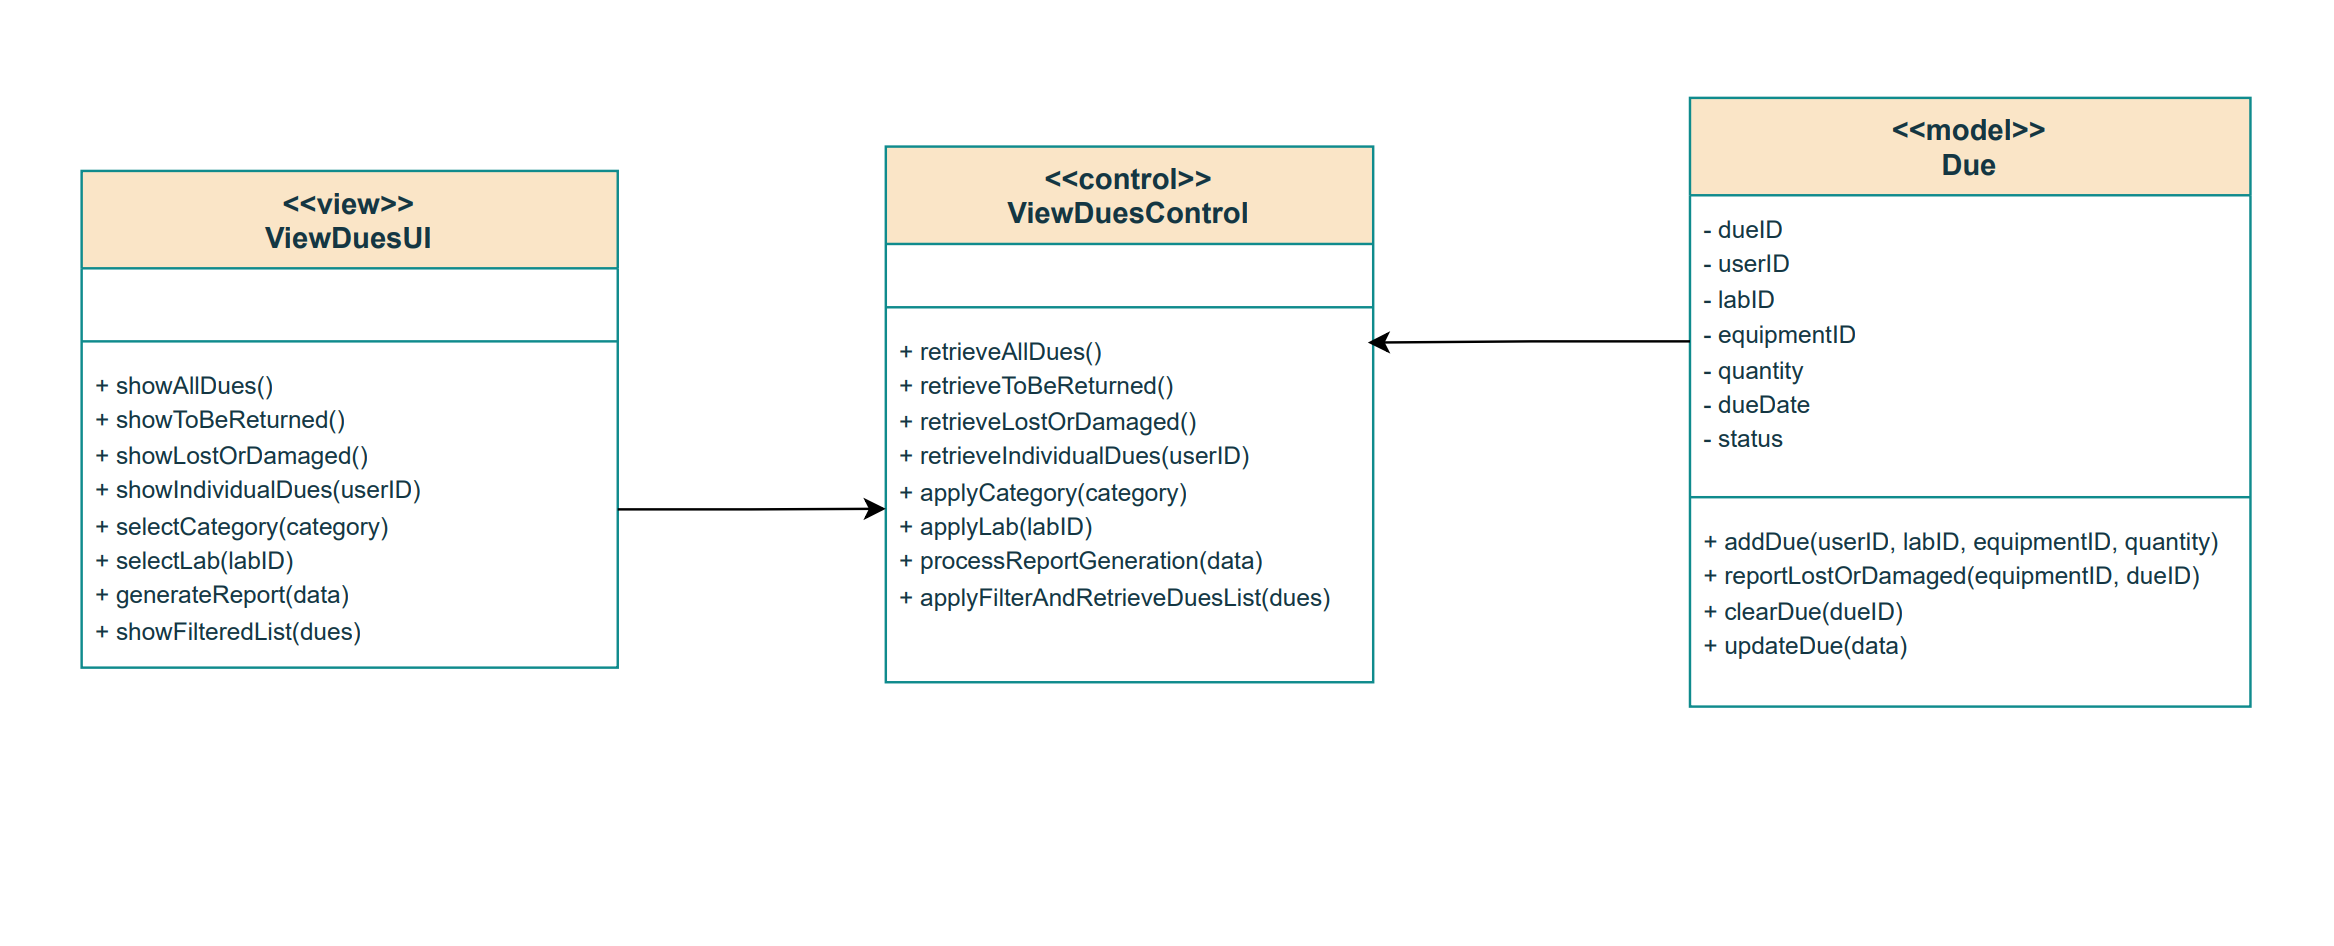 <<view>>
ViewDuesUI
+ showAllDues()
+ showToBeReturned()
+ showLostOrDamaged()
+ showIndividualDues(userID)
+ selectCategory(category)
+ selectLab(labID)
+ generateReport(data)
+ showFilteredList(dues)
<<control>>
ViewDuesControl
+ retrieveAllDues()
+ retrieveToBeReturned()
+ retrieveLostOrDamaged()
+ retrieveIndividualDues(userID)
+ applyCategory(category)
+ applyLab(labID)
+ processReportGeneration(data)
+ applyFilterAndRetrieveDuesList(dues)
<<model>>
Due
- dueID
- userID
- labID
- equipmentID
- quantity
- dueDate
- status
+ addDue(userID, labID, equipmentID, quantity)
+ reportLostOrDamaged(equipmentID, dueID)
+ clearDue(dueID)
+ updateDue(data)